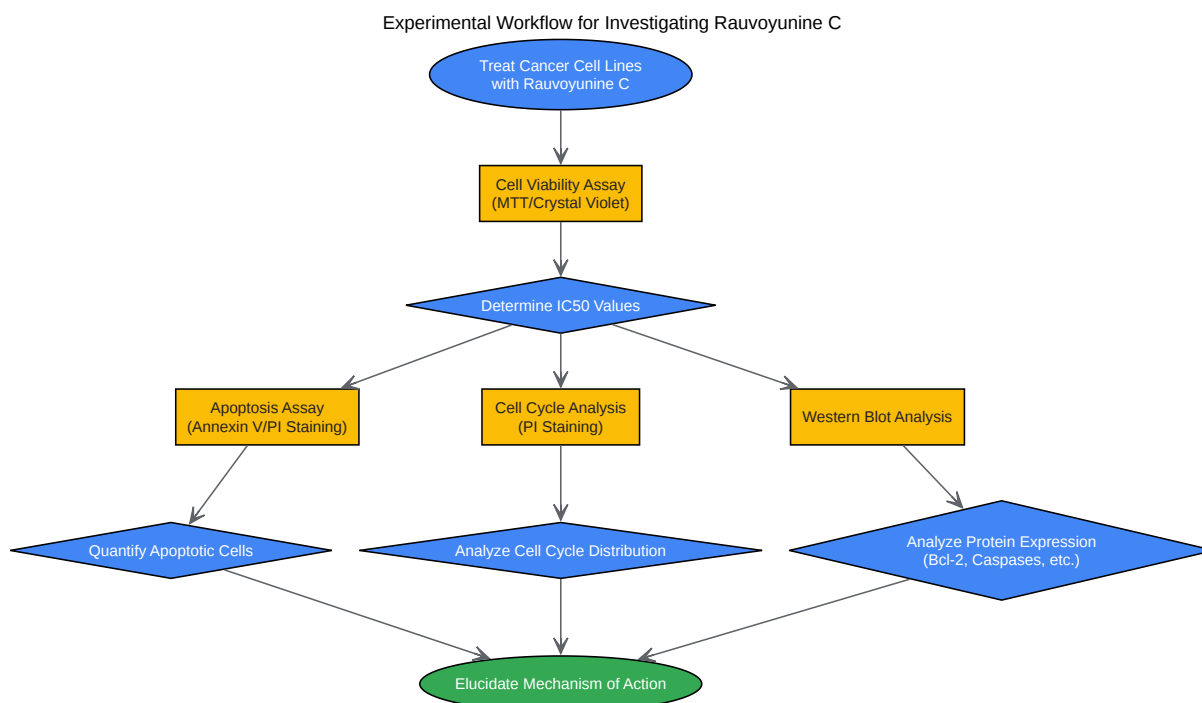 Experimental Workflow for Investigating Rauvoyunine C
Treat Cancer Cell Lines
with Rauvoyunine C
Cell Viability Assay
(MTT/Crystal Violet)
Determine IC50 Values
Apoptosis Assay
(Annexin V/PI Staining)
Cell Cycle Analysis
(PI Staining)
Western Blot Analysis
Quantify Apoptotic Cells
Analyze Cell Cycle Distribution
Analyze Protein Expression
(Bcl-2, Caspases, etc.)
Elucidate Mechanism of Action